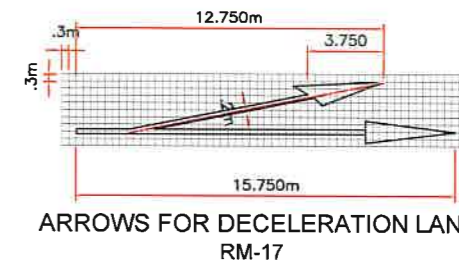 12.750m
.3m
3.750
.3m
15.750m
ARROWS FOR DECELERATION LAN
RM-17